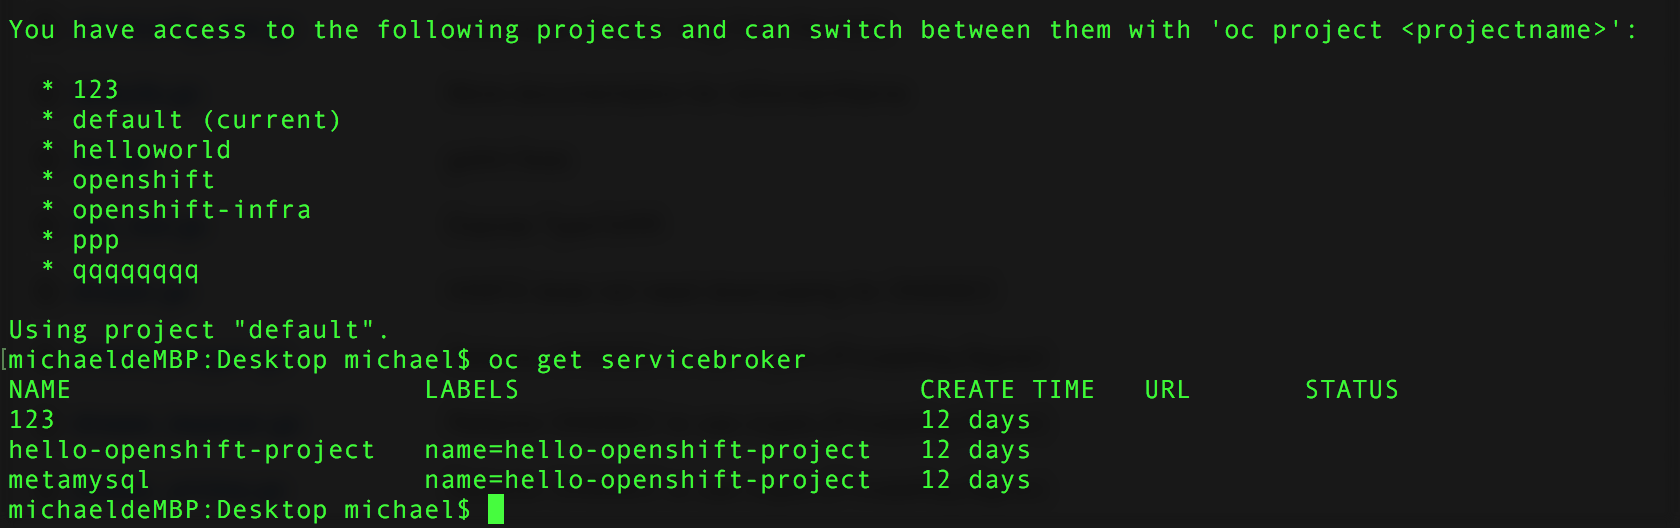 You have access to the following projects and can switch between them with 'oc project <projectname>':
* 123
* default (current)
* helloworld
* openshift
* openshift-infra
* ppp
* qqqqqqqq
Using project "default".
[michaeldeMBP:Desktop michael$ oc get servicebroker
NAME LABELS CREATE TIME URL STATUS
123 12 days
hello-openshift-project name=hello-openshift-project 12 days
metamysql name=hello-openshift-project 12 days
michaeldeMBP:Desktop michael$